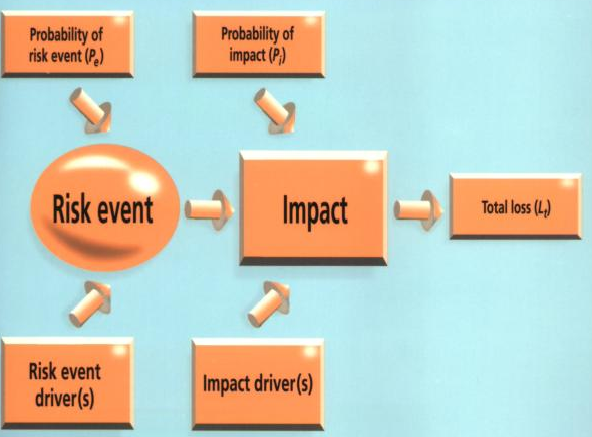 Probability of
risk event (Pe)
Probability of
impact (Pi)
Risk event
Impact
Total loss (Lt)
Risk event
driver(s)
Impact driver(s)